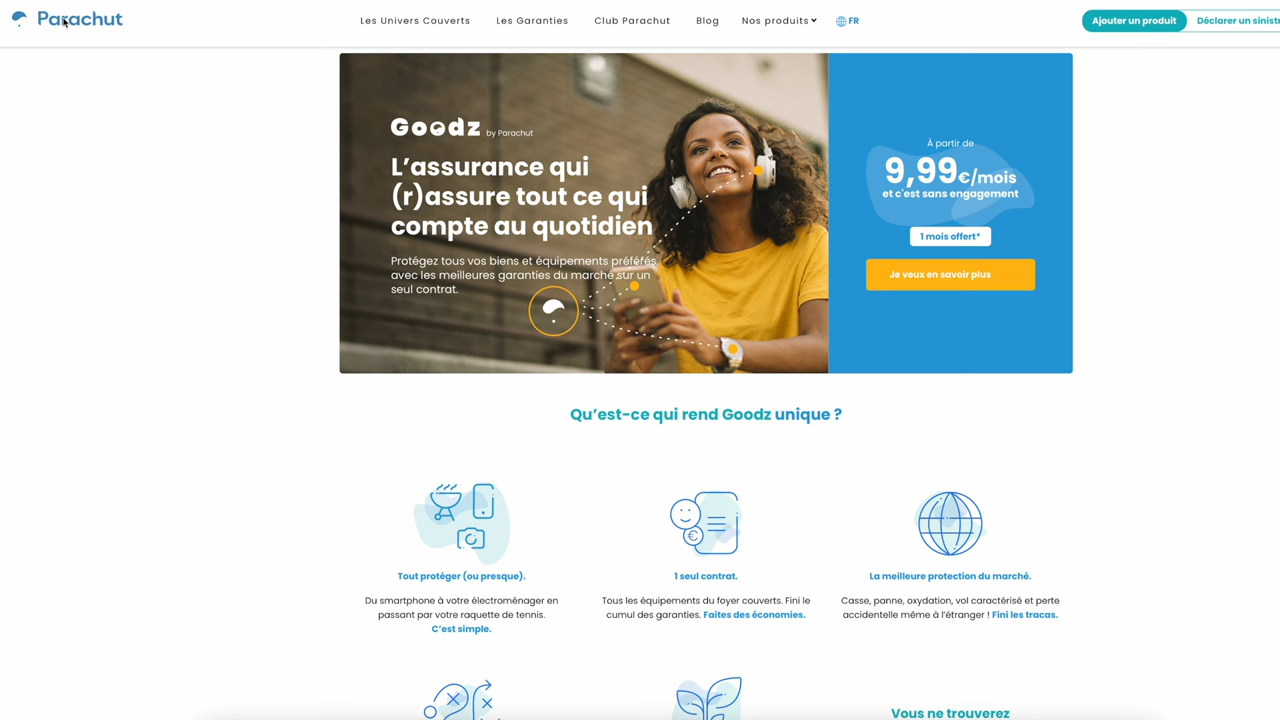 Parachut
Les Univers Couverts
Les Garanties
Club Parachut
Blog
Nos produits
FR
Ajouter un produit
Déclarer un sinistr
Goodz by Parachut
L'assurance qui
(r)assure tout ce qui
compte au quotidien
Protégez tous vos biens et équipements préférés
avec les meilleures garanties du marché sur un
seul contrat.
À partir de
9,99€/mois
et c'est sans engagement
1 mois offert*
Je veux en savoir plus
Qu'est-ce qui rend Goodz unique ?
Tout protéger (ou presque).
Du smartphone à votre électroménager en
passant par votre raquette de tennis.
C'est simple.
1 seul contrat.
Tous les équipements du foyer couverts. Fini le
cumul des garanties. Faites des économies.
La meilleure protection du marché.
Casse, panne, oxydation, vol caractérisé et perte
accidentelle même à l'étranger ! Fini les tracas.
Vous ne trouverez